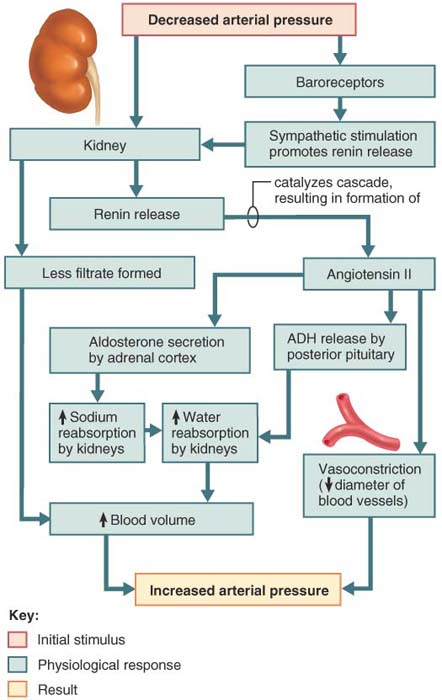 Decreased arterial pressure
Baroreceptors
Kidney
Sympathetic stimulation
promotes renin release
catalyzes cascade,
resulting in formation of
Renin release
Less filtrate formed
Angiotensin II
Aldosterone secretion
by adrenal cortex
ADH release by
posterior pituitary
↑ Sodium
reabsorption
by kidneys
↑ Water
reabsorption
by kidneys
Vasoconstriction
(↓ diameter of
blood vessels)
↑ Blood volume
Increased arterial pressure
Key:
Initial stimulus
Physiological response
Result